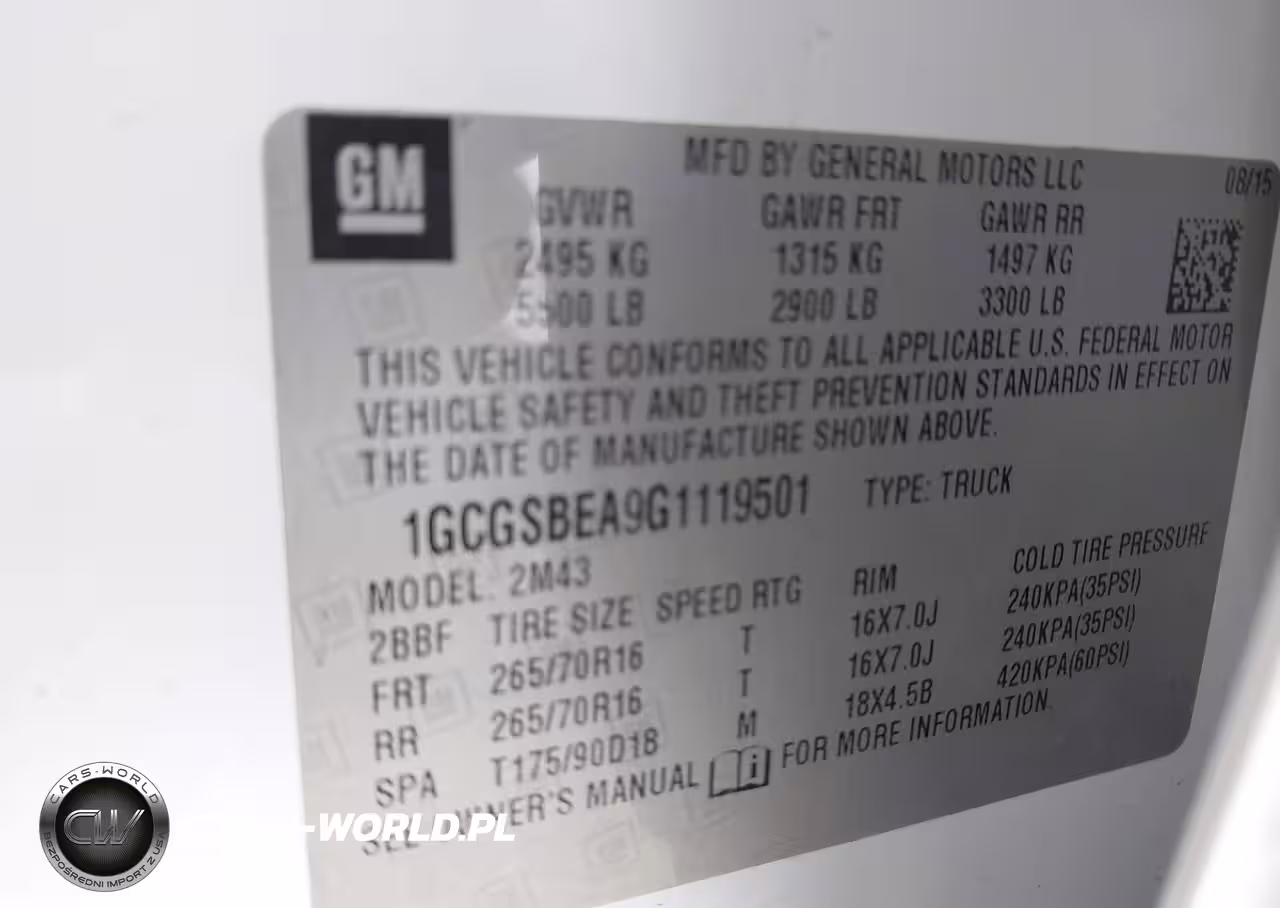 GM
MFD BY GENERAL MOTORS LLC 08/15
GVWR GAWR FRT GAWR RR
2495 KG 1315 KG 1497 KG
5500 LB 2900 LB 3300 LB
THIS VEHICLE CONFORMS TO ALL APPLICABLE U.S. FEDERAL MOTOR
VEHICLE SAFETY AND THEFT PREVENTION STANDARDS IN EFFECT ON
THE DATE OF MANUFACTURE SHOWN ABOVE.
1GCGSBEA9G1119501 TYPE: TRUCK
MODEL: 2M43
2BBF TIRE SIZE SPEED RTG RIM COLD TIRE PRESSURE
FRT 265/70R16 T 16X7.0J 240KPA(35PSI)
RR 265/70R16 T 16X7.0J 240KPA(35PSI)
SPA T175/90D18 M 18X4.5B 420KPA(60PSI)
SEE OWNER'S MANUAL FOR MORE INFORMATION.
CARS-WORLD
CW
BEZPOŚREDNI IMPORT Z USA
-WORLD.PL